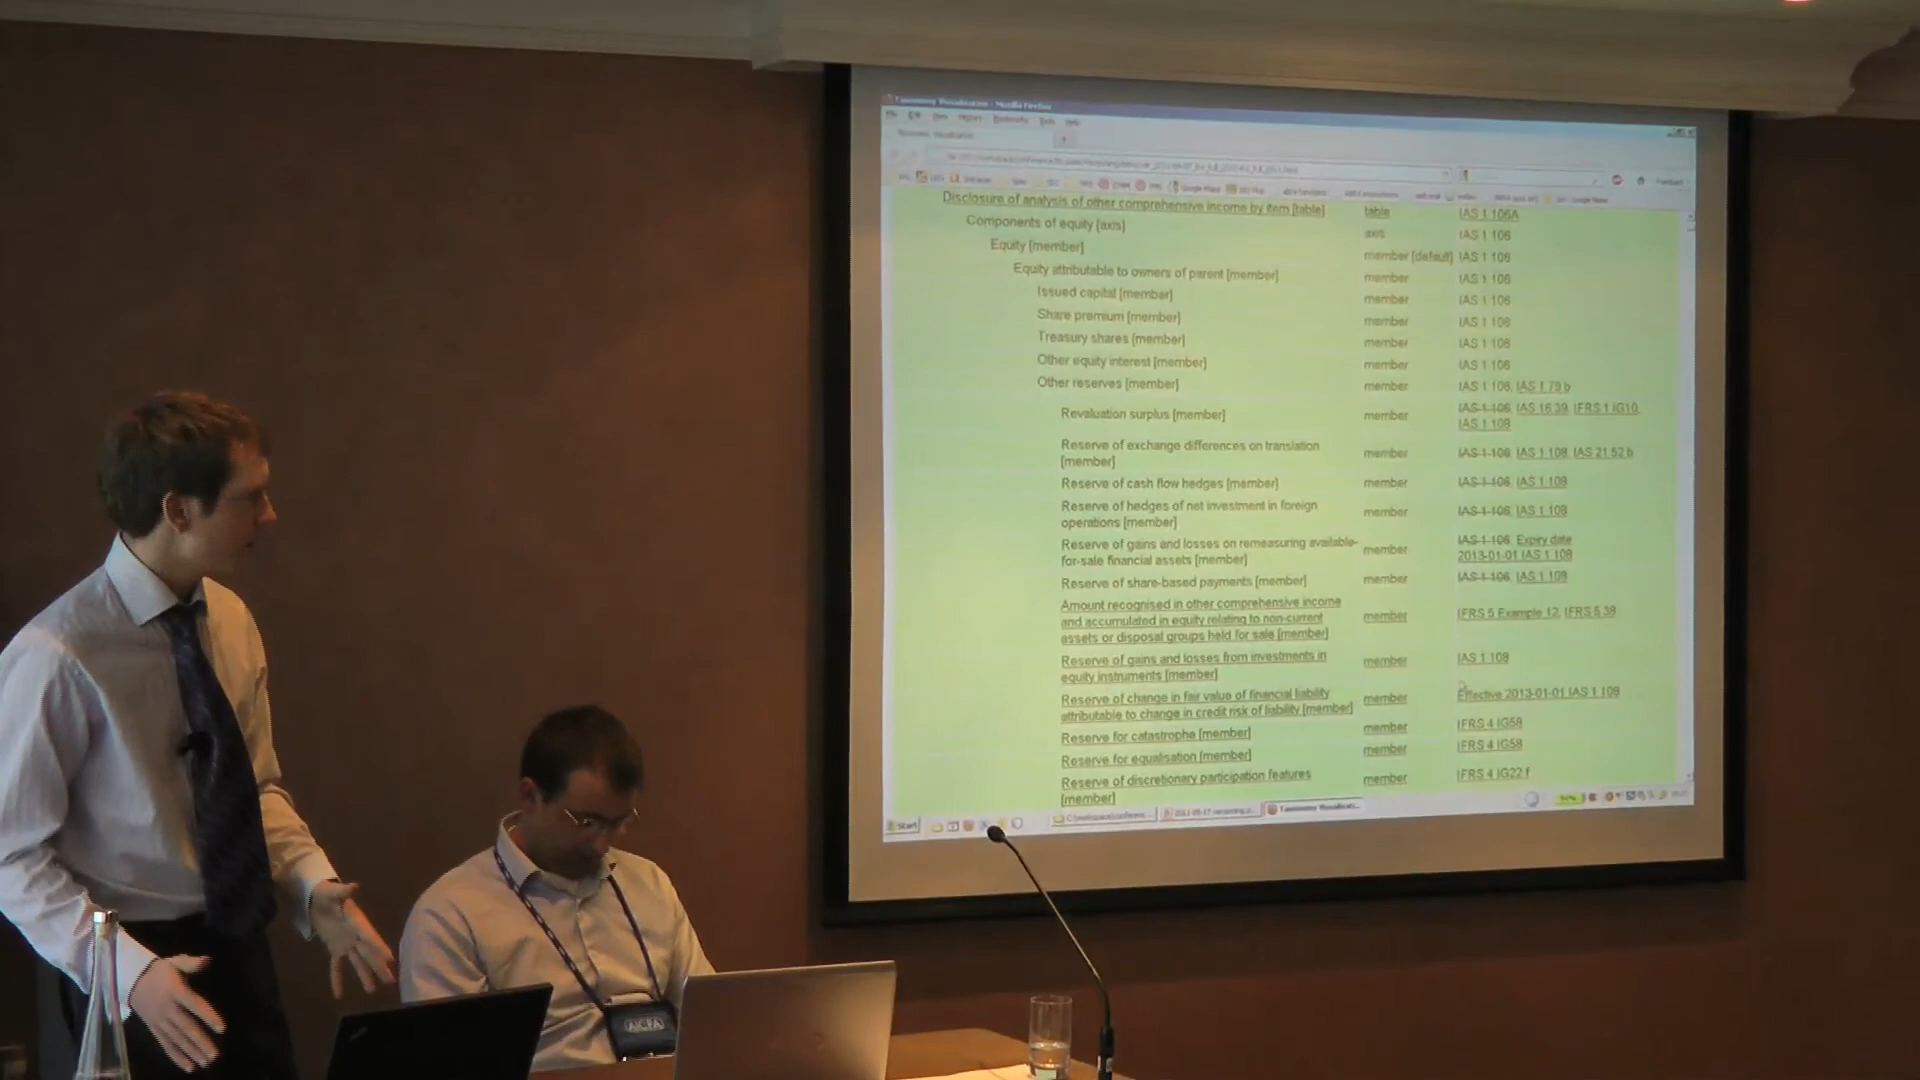 Taxonomy Visualisation - Mozilla Firefox
History Bookmarks Tools Help
Google Maps
Disclosure of analysis of other comprehensive income by item [table] table IAS 1 106A
Components of equity [axis] axis IAS 1 106
Equity [member] member [default] IAS 1 106
Equity attributable to owners of parent [member] member IAS 1 106
Issued capital [member] member IAS 1 106
Share premium [member] member IAS 1 106
Treasury shares [member] member IAS 1 106
Other equity interest [member] member IAS 1 106
Other reserves [member] member IAS 1 106, IAS 1 79 b
Revaluation surplus [member] member IAS 1 106, IAS 16 39, IFRS 1 IG10,
IAS 1 108
Reserve of exchange differences on translation
[member] member IAS 1 106, IAS 1 108, IAS 21 52 b
Reserve of cash flow hedges [member] member IAS 1 106, IAS 1 108
Reserve of hedges of net investment in foreign
operations [member] member IAS 1 106, IAS 1 108
Reserve of gains and losses on remeasuring available- member IAS 1 106, Expiry date
for-sale financial assets [member] 2013-01-01 IAS 1 108
Reserve of share-based payments [member] member IAS 1 106, IAS 1 108
Amount recognised in other comprehensive income
and accumulated in equity relating to non-current member IFRS 5 Example 12, IFRS 5 38
assets or disposal groups held for sale [member]
Reserve of gains and losses from investments in member IAS 1 108
equity instruments [member]
Reserve of change in fair value of financial liability member Effective 2013-01-01 IAS 1 108
attributable to change in credit risk of liability [member]
Reserve for catastrophe [member] member IFRS 4 IG58
Reserve for equalisation [member] member IFRS 4 IG58
Reserve of discretionary participation features member IFRS 4 IG22 f
[member]
Start
AICPA